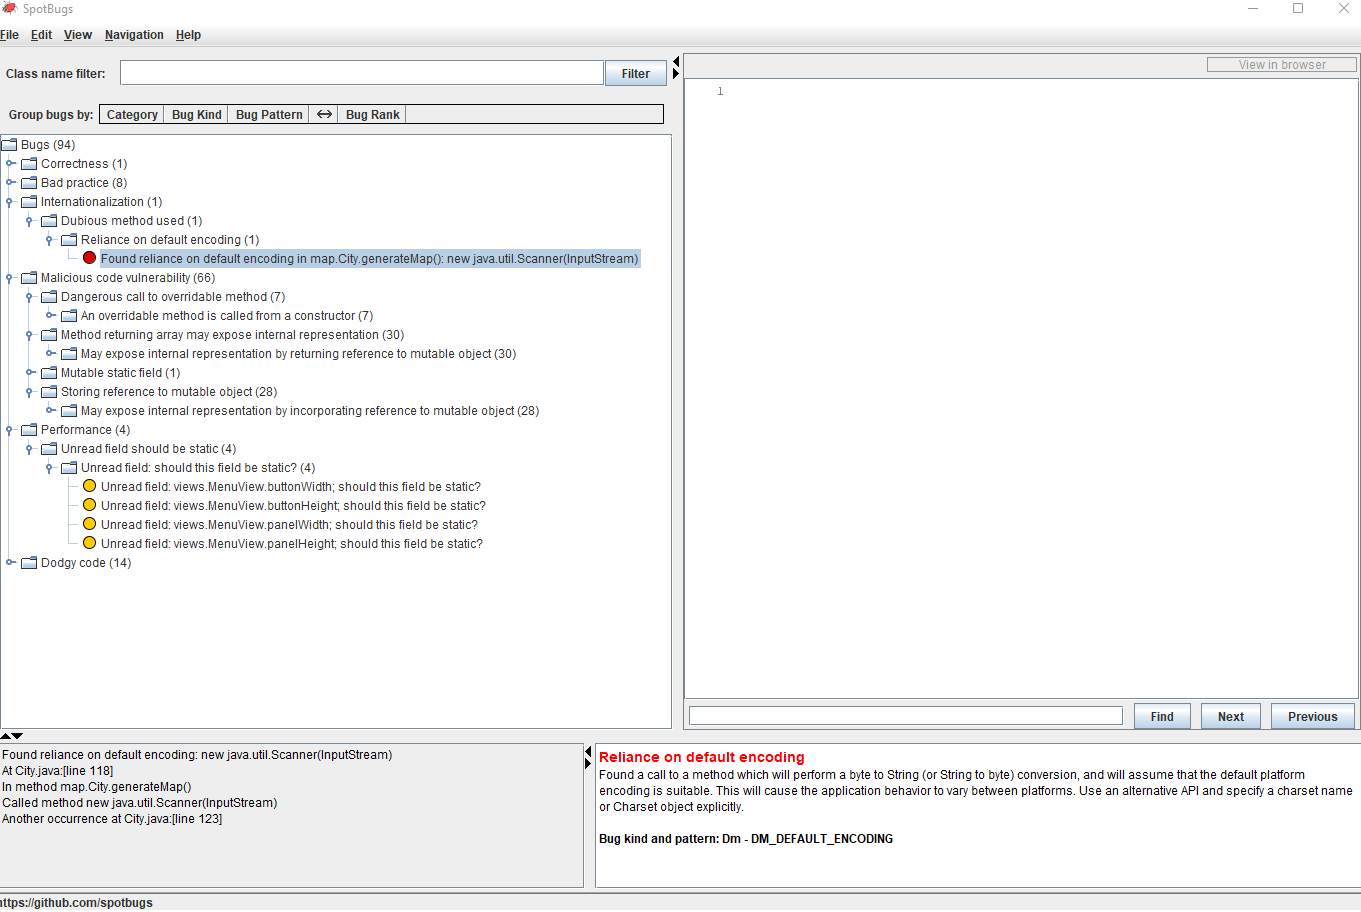 SpotBugs
File Edit View Navigation Help
Class name filter: Filter
View in browser
1
Group bugs by: Category Bug Kind Bug Pattern ↔ Bug Rank
Bugs (94)
Correctness (1)
Bad practice (8)
Internationalization (1)
Dubious method used (1)
Reliance on default encoding (1)
Found reliance on default encoding in map.City.generateMap(): new java.util.Scanner(InputStream)
Malicious code vulnerability (66)
Dangerous call to overridable method (7)
An overridable method is called from a constructor (7)
Method returning array may expose internal representation (30)
May expose internal representation by returning reference to mutable object (30)
Mutable static field (1)
Storing reference to mutable object (28)
May expose internal representation by incorporating reference to mutable object (28)
Performance (4)
Unread field should be static (4)
Unread field: should this field be static? (4)
Unread field: views.MenuView.buttonWidth; should this field be static?
Unread field: views.MenuView.buttonHeight; should this field be static?
Unread field: views.MenuView.panelWidth; should this field be static?
Unread field: views.MenuView.panelHeight; should this field be static?
Dodgy code (14)
Find Next Previous
Found reliance on default encoding: new java.util.Scanner(InputStream)
At City.java:[line 118]
In method map.City.generateMap()
Called method new java.util.Scanner(InputStream)
Another occurrence at City.java:[line 123]
Reliance on default encoding
Found a call to a method which will perform a byte to String (or String to byte) conversion, and will assume that the default platform
encoding is suitable. This will cause the application behavior to vary between platforms. Use an alternative API and specify a charset name
or Charset object explicitly.
Bug kind and pattern: Dm - DM_DEFAULT_ENCODING
https://github.com/spotbugs